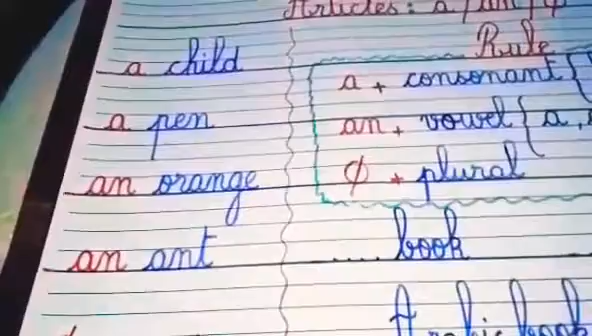 Articles: a / an / φ
Rule
a child
a + consonant {
a pen
an + vowel { a,
an orange
φ + plural
an ant
.... book